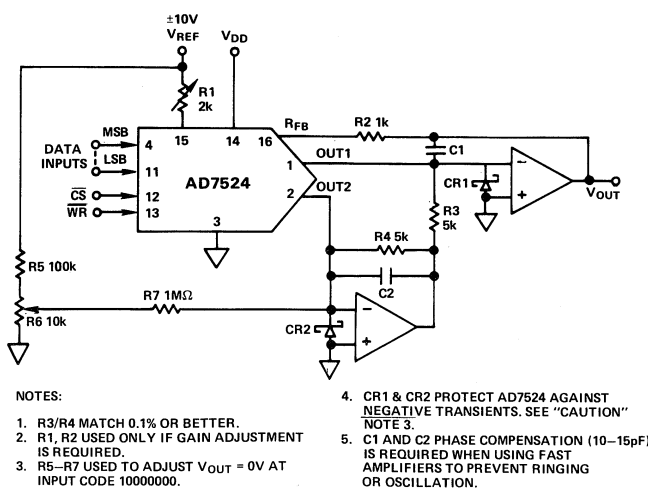 ±10V
VREF
VDD
R1
2k
RFB
R2 1k
MSB
DATA
INPUTS
LSB
4
15
14
16
C1
1
OUT1
11
AD7524
2
OUT2
CR1
VOUT
CS
12
WR
13
3
R3
5k
R4 5k
R5 100k
C2
R7 1MΩ
R6 10k
CR2
NOTES:
1. R3/R4 MATCH 0.1% OR BETTER.
2. R1, R2 USED ONLY IF GAIN ADJUSTMENT
IS REQUIRED.
3. R5–R7 USED TO ADJUST VOUT = 0V AT
INPUT CODE 10000000.
4. CR1 & CR2 PROTECT AD7524 AGAINST
NEGATIVE TRANSIENTS. SEE "CAUTION"
NOTE 3.
5. C1 AND C2 PHASE COMPENSATION (10–15pF)
IS REQUIRED WHEN USING FAST
AMPLIFIERS TO PREVENT RINGING
OR OSCILLATION.